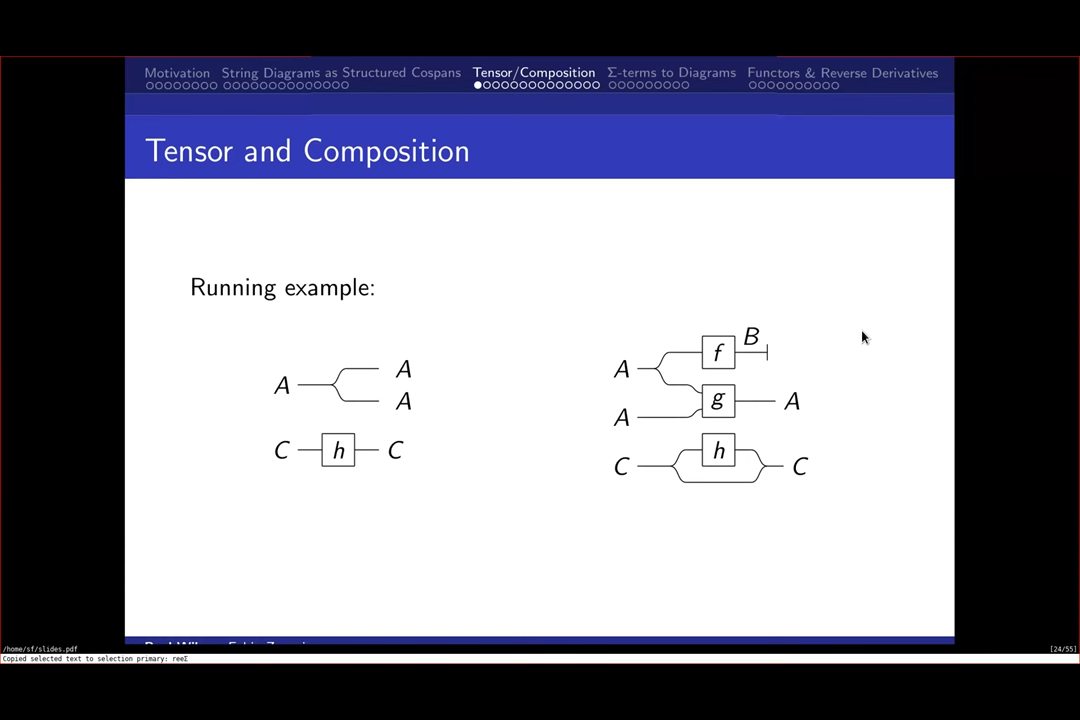 Motivation String Diagrams as Structured Cospans Tensor/Composition Σ-terms to Diagrams Functors & Reverse Derivatives
Tensor and Composition
Running example:
A A
A
C h C
A f B
g A
A
h
C C
/home/sf/slides.pdf [24/55]
Copied selected text to selection primary: reeΣ